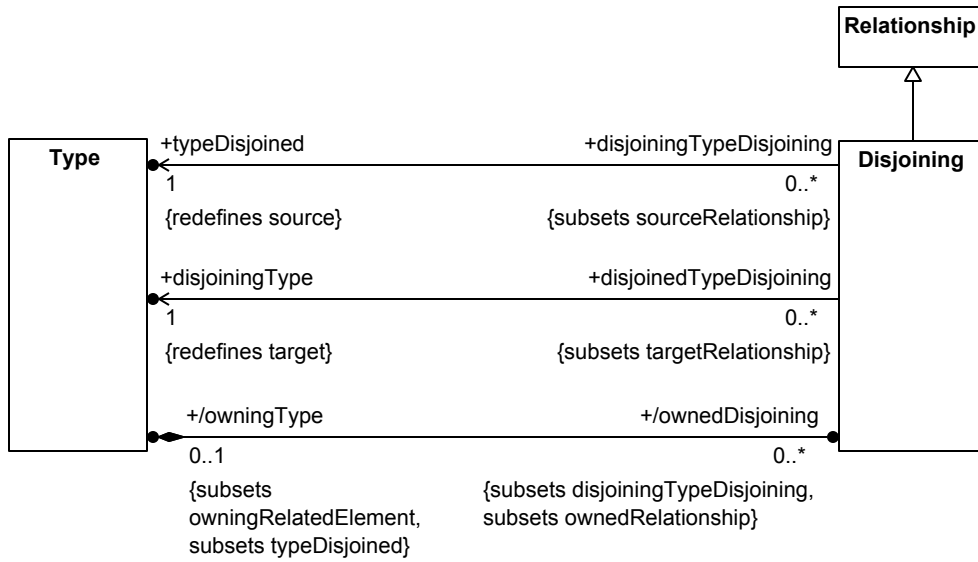 Relationship
Type
Disjoining
+typeDisjoined
+disjoiningTypeDisjoining
1
0..*
{redefines source}
{subsets sourceRelationship}
+disjoiningType
+disjoinedTypeDisjoining
1
0..*
{redefines target}
{subsets targetRelationship}
+/owningType
+/ownedDisjoining
0..1
0..*
{subsets
owningRelatedElement,
subsets typeDisjoined}
{subsets disjoiningTypeDisjoining,
subsets ownedRelationship}